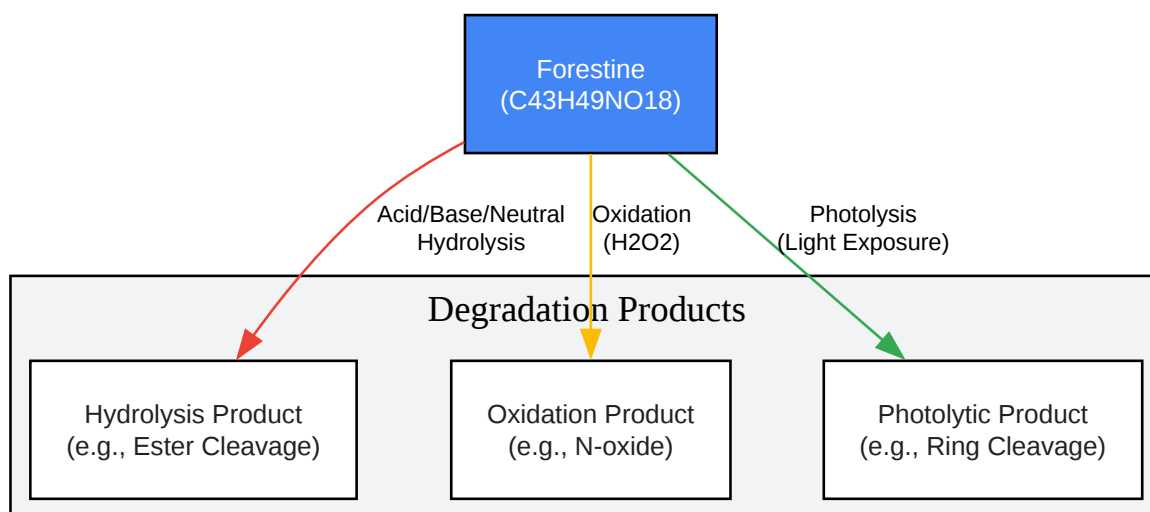 Forestine
(C43H49NO18)
Acid/Base/Neutral
Hydrolysis
Oxidation
(H2O2)
Photolysis
(Light Exposure)
Degradation Products
Hydrolysis Product
(e.g., Ester Cleavage)
Oxidation Product
(e.g., N-oxide)
Photolytic Product
(e.g., Ring Cleavage)